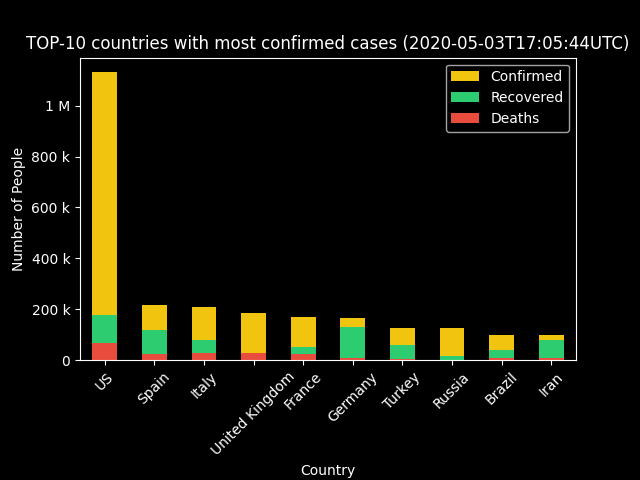 TOP-10 countries with most confirmed cases (2020-05-03T17:05:44UTC)
Confirmed
Recovered
Deaths
Number of People
1 M
800 k
600 k
400 k
200 k
0
US
Spain
Italy
United Kingdom
France
Germany
Turkey
Russia
Brazil
Iran
Country